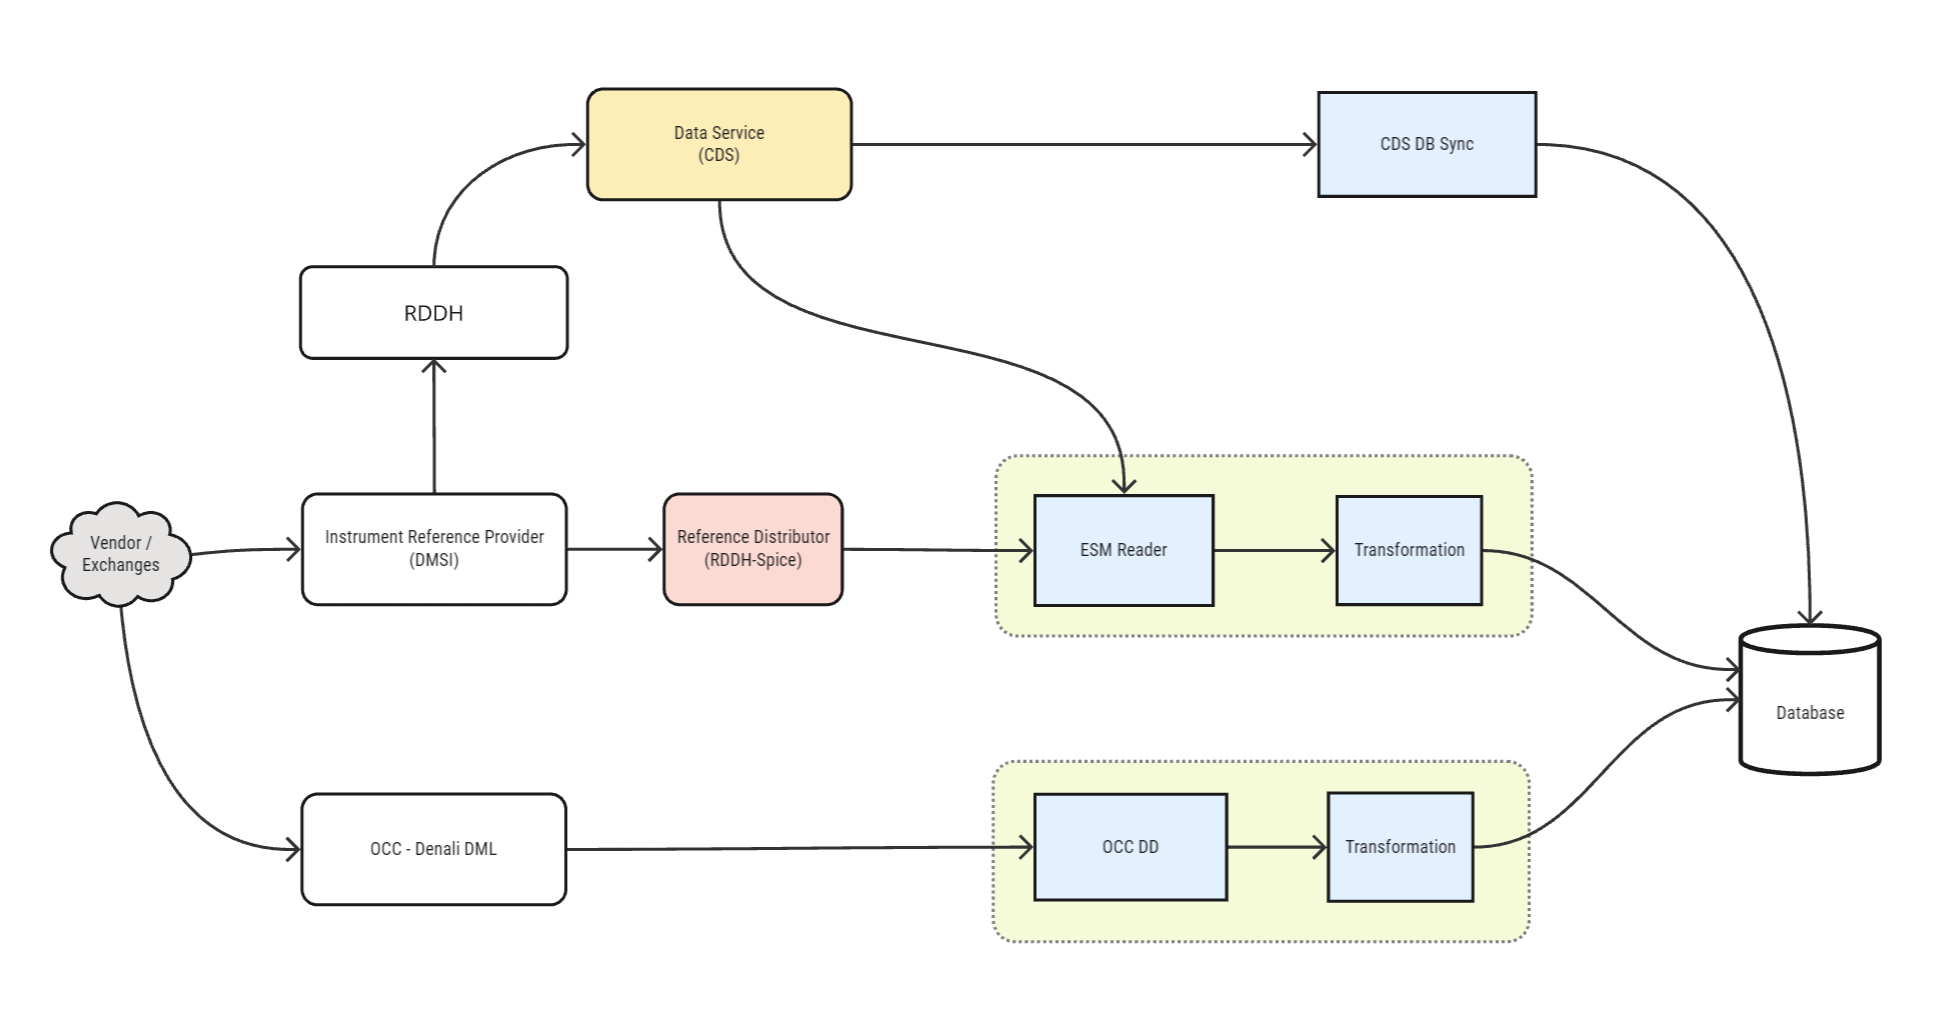 Data Service
(CDS)
CDS DB Sync
RDDH
Vendor /
Exchanges
Instrument Reference Provider
(DMSI)
Reference Distributor
(RDDH-Spice)
ESM Reader
Transformation
Database
OCC - Denali DML
OCC DD
Transformation